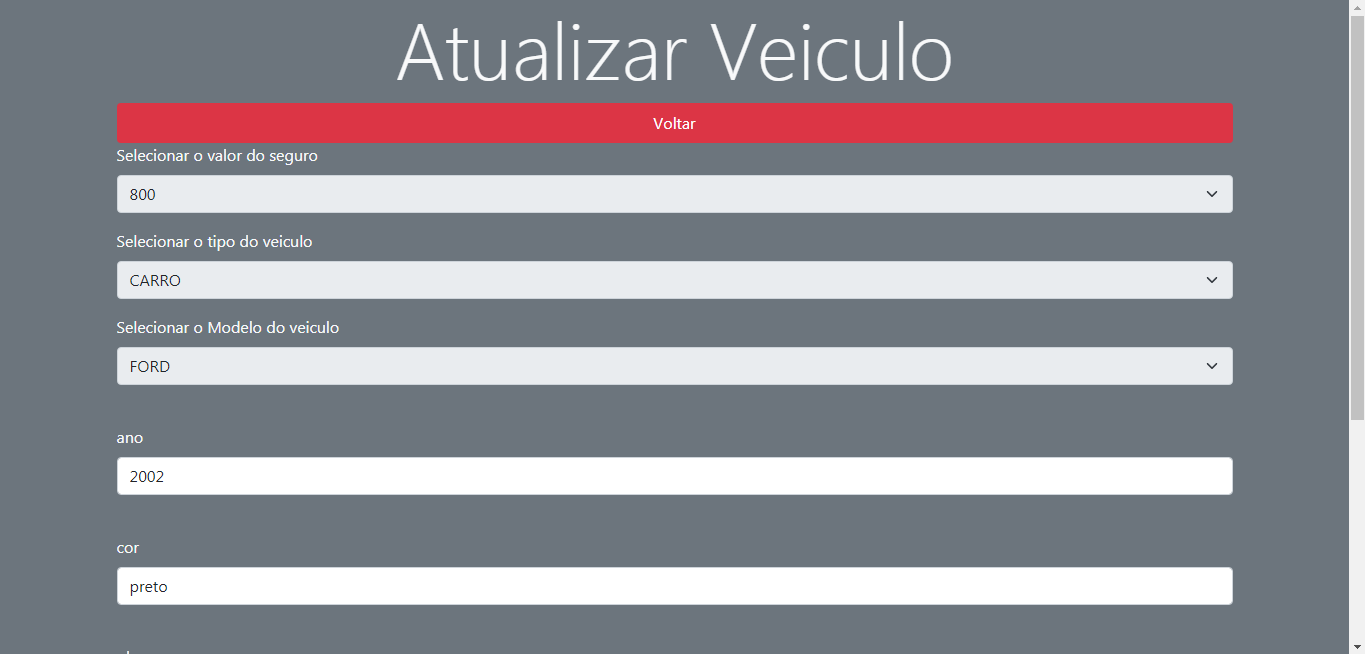 Atualizar Veiculo
Voltar
Selecionar o valor do seguro
800
Selecionar o tipo do veiculo
CARRO
Selecionar o Modelo do veiculo
FORD
ano
2002
cor
preto